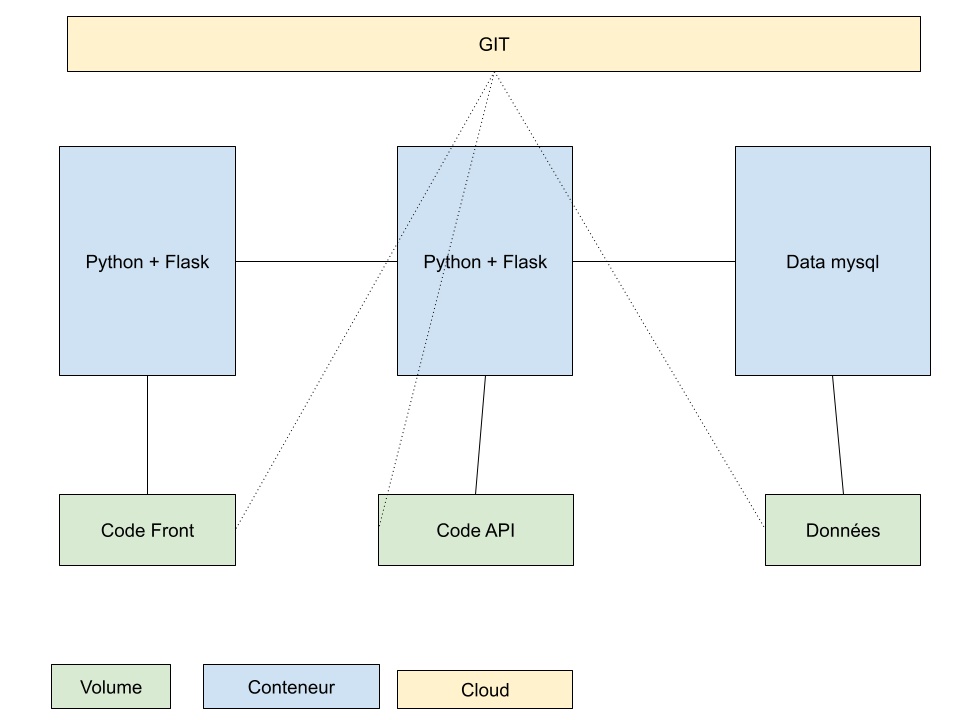 GIT
Python + Flask
Python + Flask
Data mysql
Code Front
Code API
Données
Volume
Conteneur
Cloud